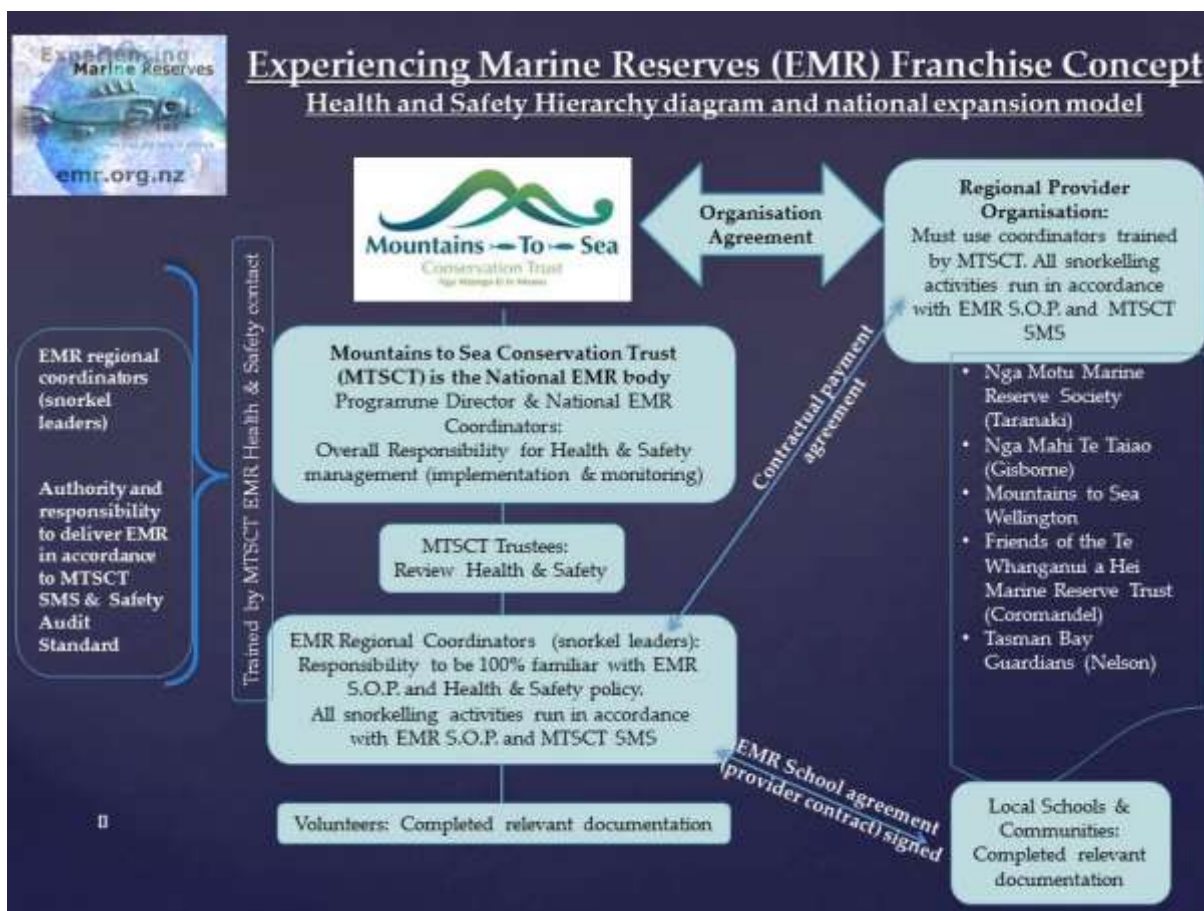 Experiencing
Marine Reserves
emr.org.nz
Experiencing Marine Reserves (EMR) Franchise Concept
Health and Safety Hierarchy diagram and national expansion model
Mountains To Sea
Conservation Trust
Organisation
Agreement
Regional Provider
Organisation:
Must use coordinators trained
by MTSCT. All snorkelling
activities run in accordance
with EMR S.O.P. and MTSCT
SMS
EMR regional
coordinators
(snorkel
leaders)
Authority and
responsibility
to deliver EMR
in accordance
to MTSCT
SMS & Safety
Audit
Standard
Trained by MTSCT EMR Health & Safety contact
Mountains to Sea Conservation Trust
(MTSCT) is the National EMR body
Programme Director & National EMR
Coordinators:
Overall Responsibility for Health & Safety
management (implementation & monitoring)
Contractual payment
agreement
• Nga Motu Marine
Reserve Society
(Taranaki)
• Nga Mahi Te Taiao
(Gisborne)
• Mountains to Sea
Wellington
• Friends of the Te
Whanganui a Hei
Marine Reserve Trust
(Coromandel)
• Tasman Bay
Guardians (Nelson)
MTSCT Trustees:
Review Health & Safety
EMR Regional Coordinators (snorkel leaders):
Responsibility to be 100% familiar with EMR
S.O.P. and Health & Safety policy.
All snorkelling activities run in accordance
with EMR S.O.P. and MTSCT SMS
EMR School agreement
(provider contract) signed
Volunteers: Completed relevant documentation
Local Schools &
Communities:
Completed relevant
documentation